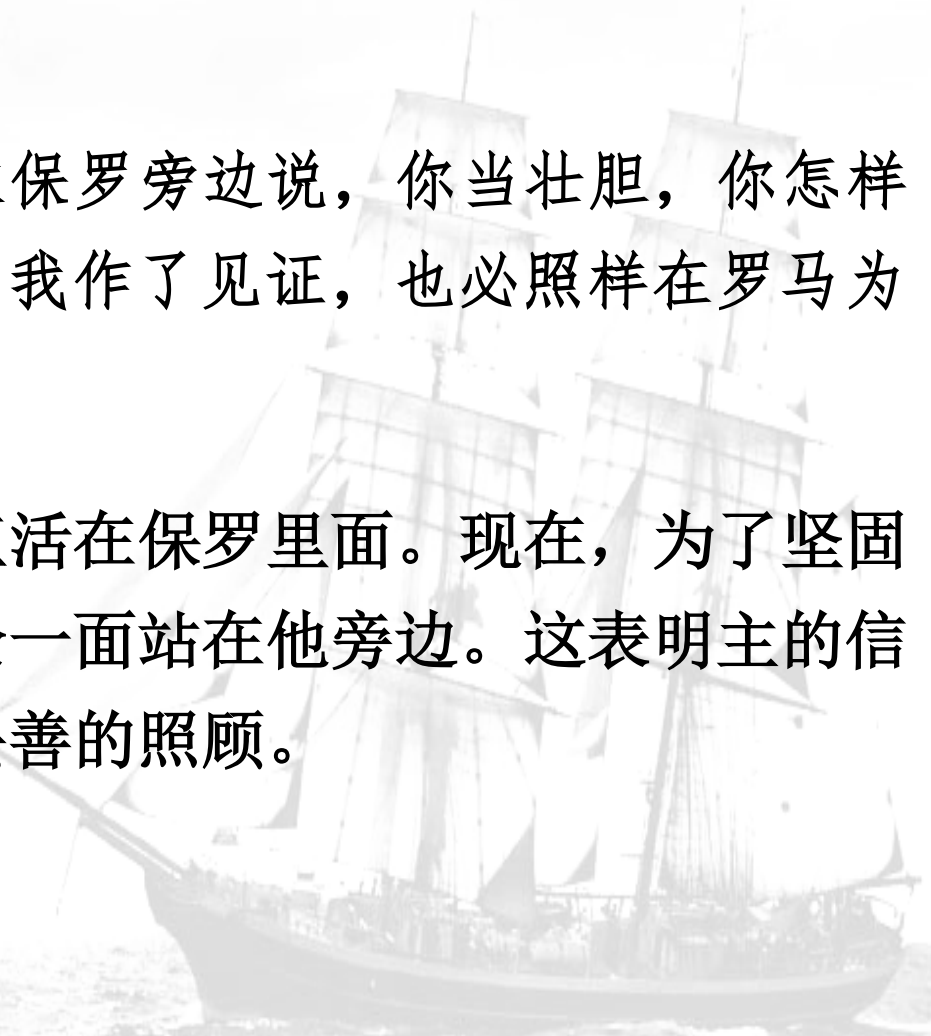 保罗旁边说，你当壮胆，你怎样
我作了见证，也必照样在罗马为
活在保罗里面。现在，为了坚固
一面站在他旁边。这表明主的信
善的照顾。